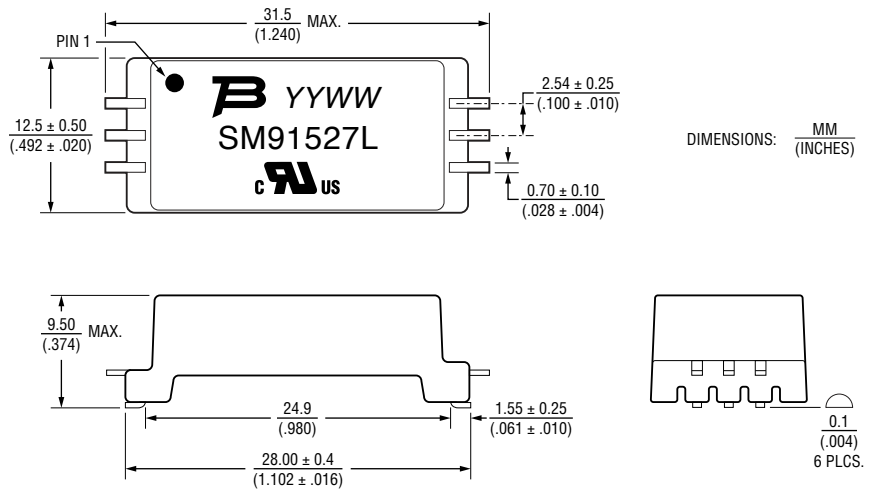 31.5
(1.240)
MAX.
PIN 1
12.5 ± 0.50
(.492 ± .020)
YYWW
SM91527L
C UL US
2.54 ± 0.25
(.100 ± .010)
0.70 ± 0.10
(.028 ± .004)
DIMENSIONS:
MM
(INCHES)
9.50
(.374)
MAX.
24.9
(.980)
1.55 ± 0.25
(.061 ± .010)
28.00 ± 0.4
(1.102 ± .016)
0.1
(.004)
6 PLCS.